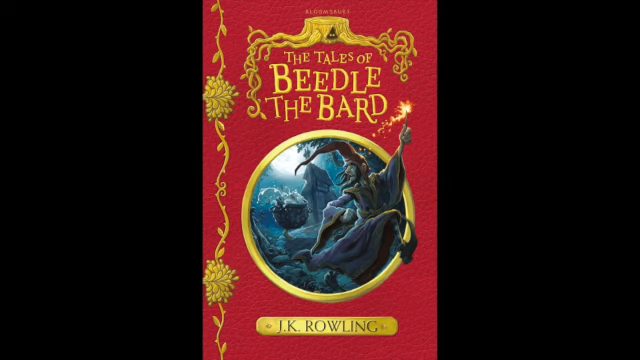 BLOOMSBURY
THE TALES OF
BEEDLE
THE BARD
J.K. ROWLING